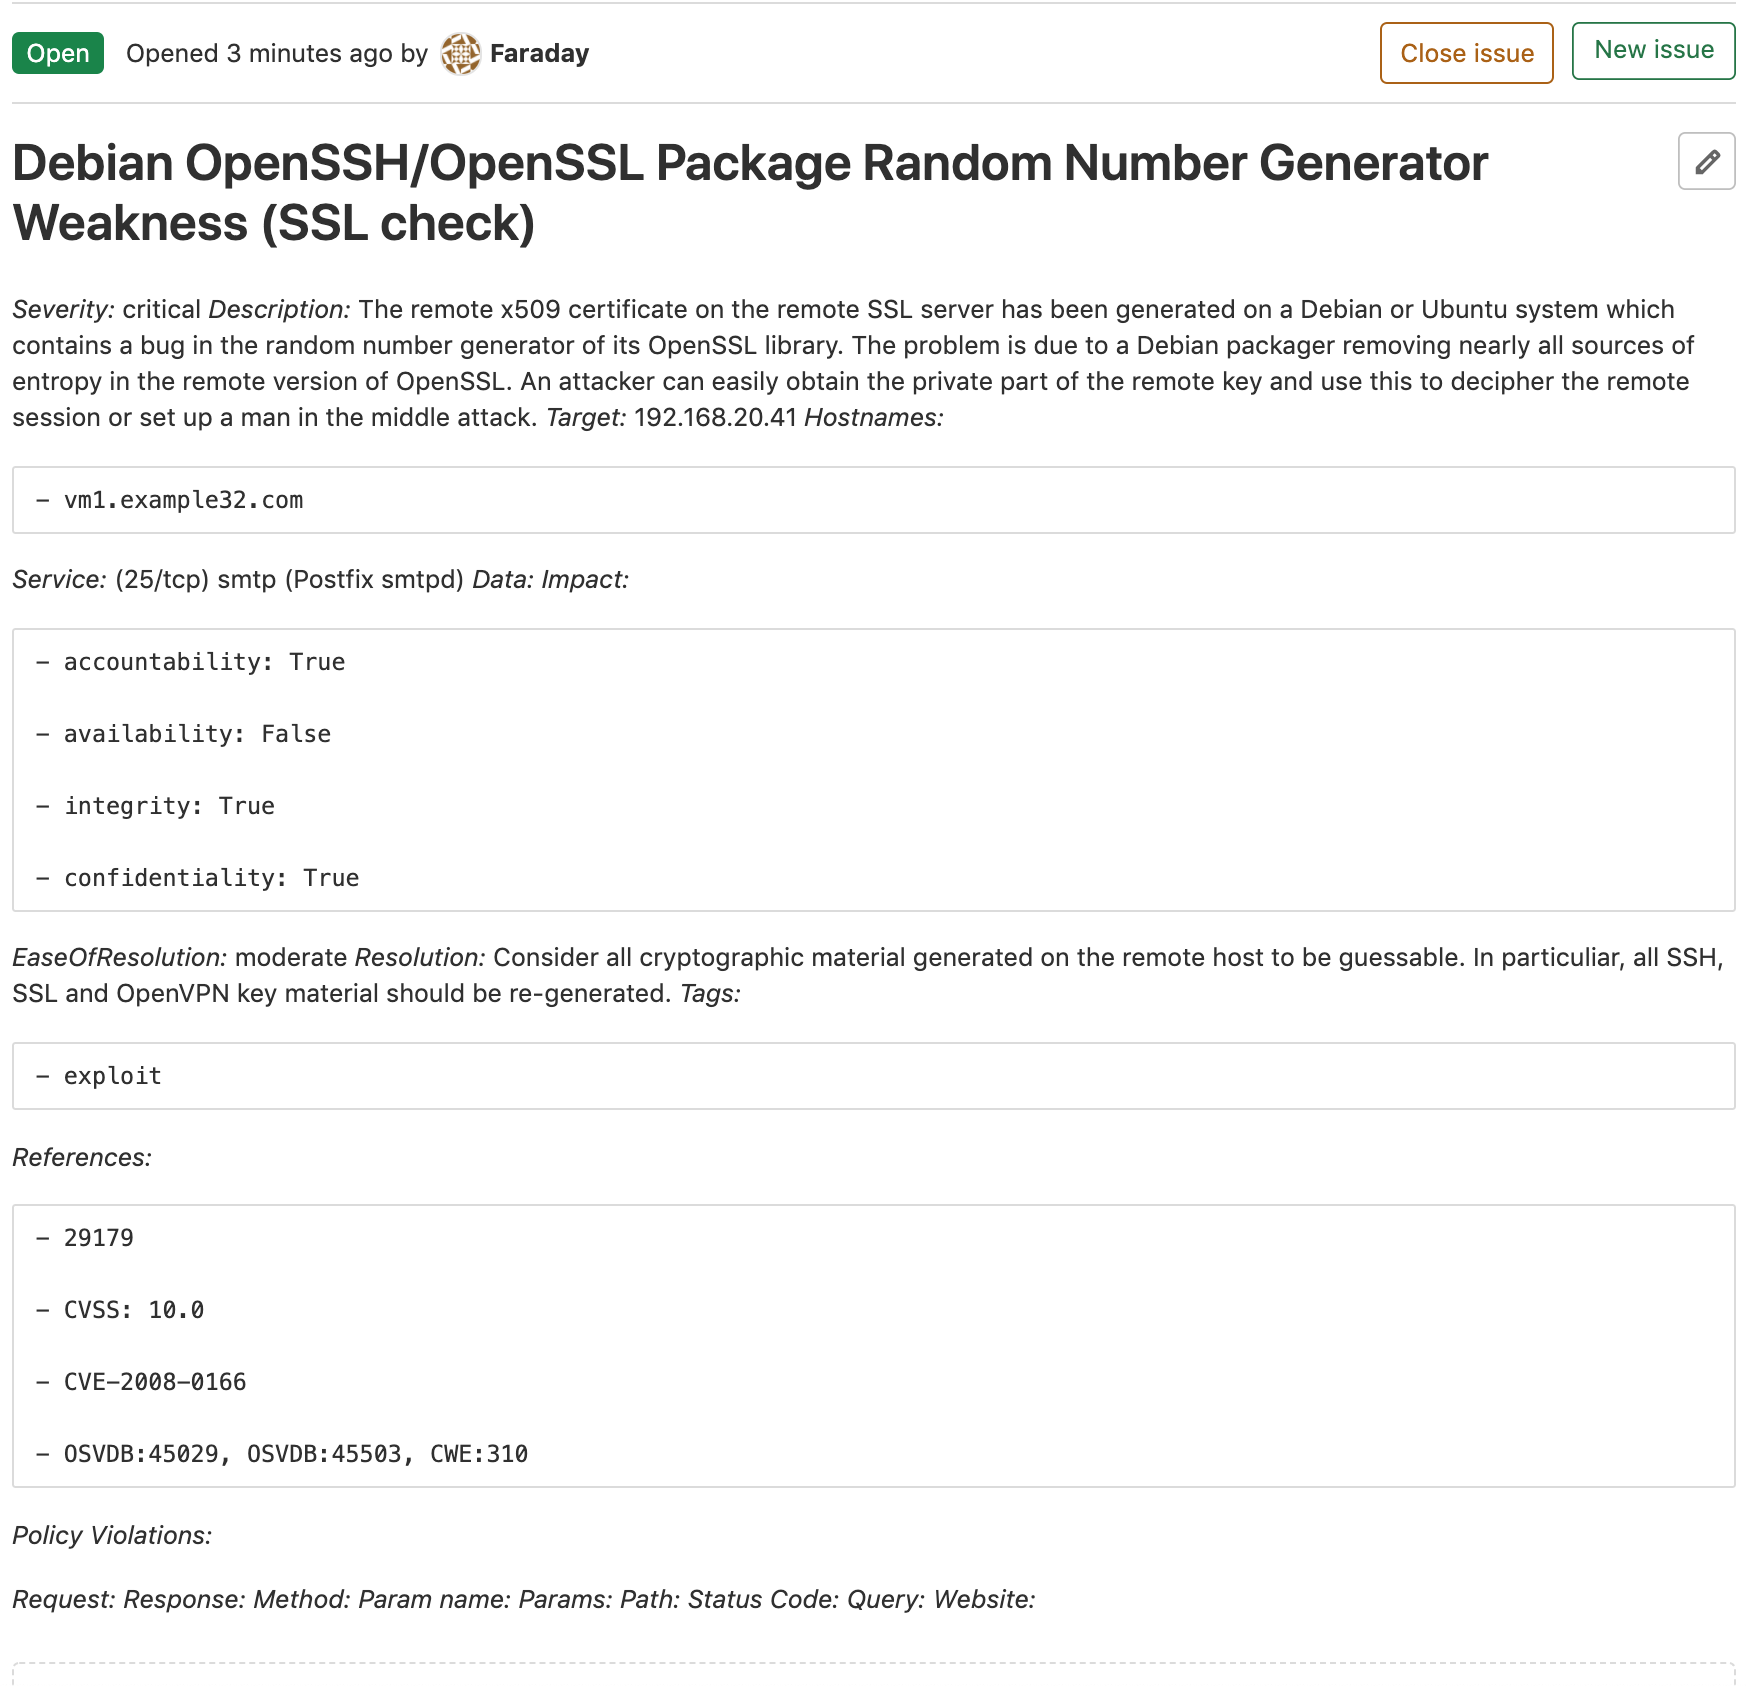 Open Opened 3 minutes ago by Faraday Close issue New issue
Debian OpenSSH/OpenSSL Package Random Number Generator
Weakness (SSL check)
Severity: critical Description: The remote x509 certificate on the remote SSL server has been generated on a Debian or Ubuntu system which
contains a bug in the random number generator of its OpenSSL library. The problem is due to a Debian packager removing nearly all sources of
entropy in the remote version of OpenSSL. An attacker can easily obtain the private part of the remote key and use this to decipher the remote
session or set up a man in the middle attack. Target: 192.168.20.41 Hostnames:
– vm1.example32.com
Service: (25/tcp) smtp (Postfix smtpd) Data: Impact:
– accountability: True
– availability: False
– integrity: True
– confidentiality: True
EaseOfResolution: moderate Resolution: Consider all cryptographic material generated on the remote host to be guessable. In particuliar, all SSH,
SSL and OpenVPN key material should be re-generated. Tags:
– exploit
References:
– 29179
– CVSS: 10.0
– CVE–2008–0166
– OSVDB:45029, OSVDB:45503, CWE:310
Policy Violations:
Request: Response: Method: Param name: Params: Path: Status Code: Query: Website: